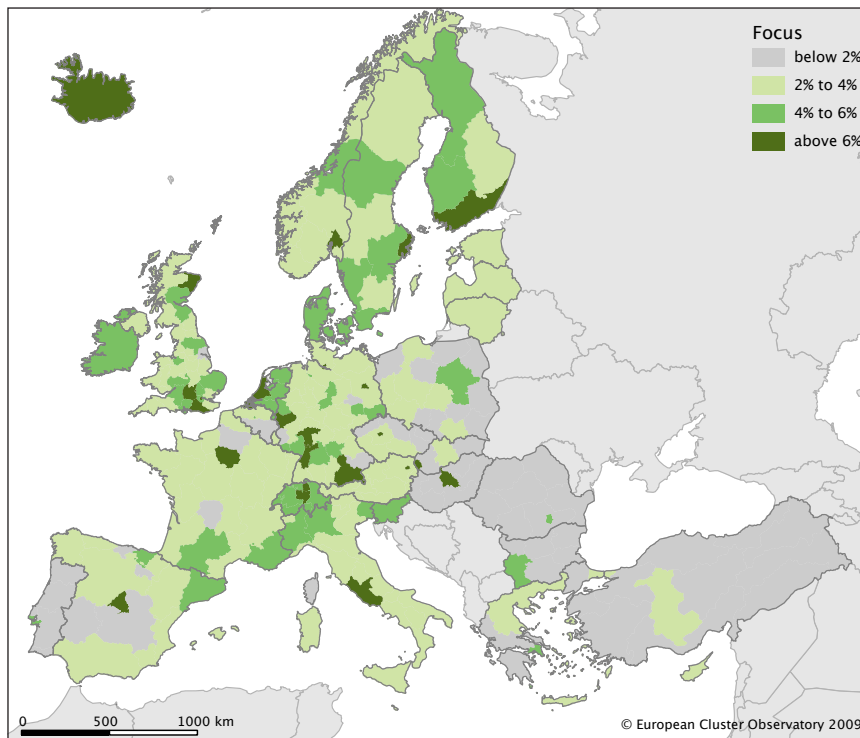 Focus
below 2%
2% to 4%
4% to 6%
above 6%
0 500 1000 km
© European Cluster Observatory 2009